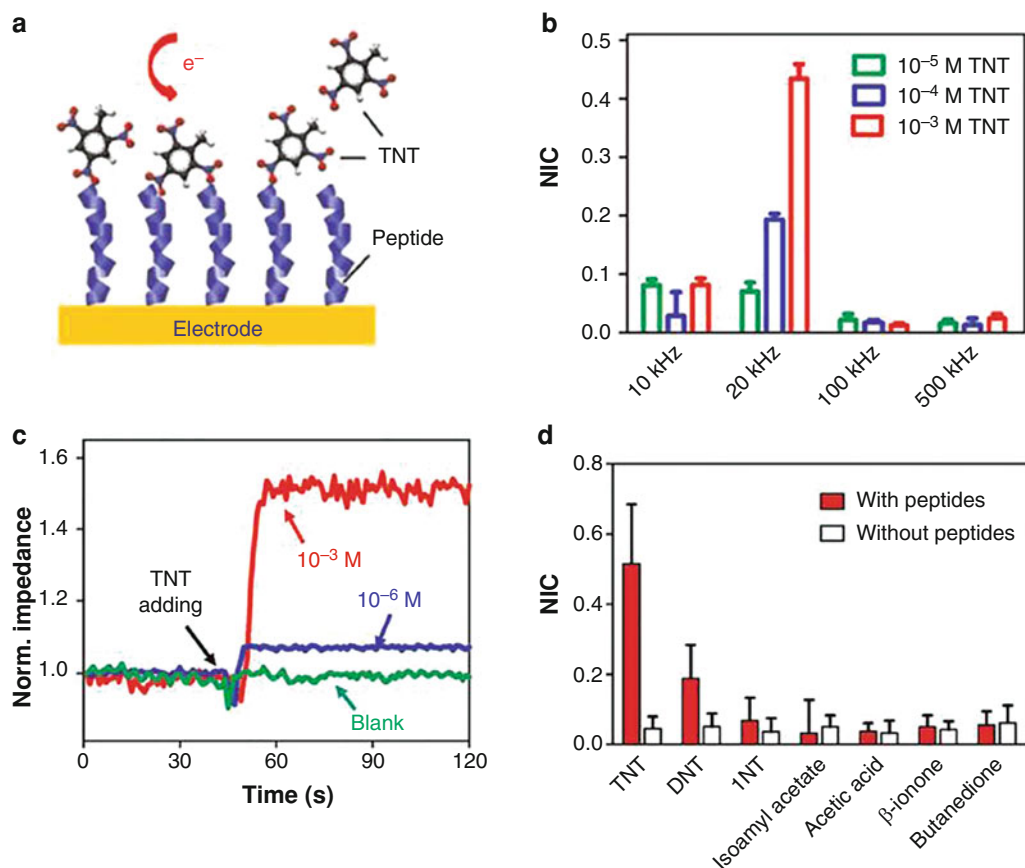 a
e⁻
TNT
Peptide
Electrode
b
NIC
0.5
0.4
0.3
0.2
0.1
0.0
10⁻⁵ M TNT
10⁻⁴ M TNT
10⁻³ M TNT
10 kHz
20 kHz
100 kHz
500 kHz
c
Norm. impedance
1.6
1.4
1.2
1.0
TNT
adding
10⁻³ M
10⁻⁶ M
Blank
0
30
60
90
120
Time (s)
d
NIC
0.8
0.6
0.4
0.2
0.0
With peptides
Without peptides
TNT
DNT
1NT
Isoamyl acetate
Acetic acid
β-ionone
Butanedione